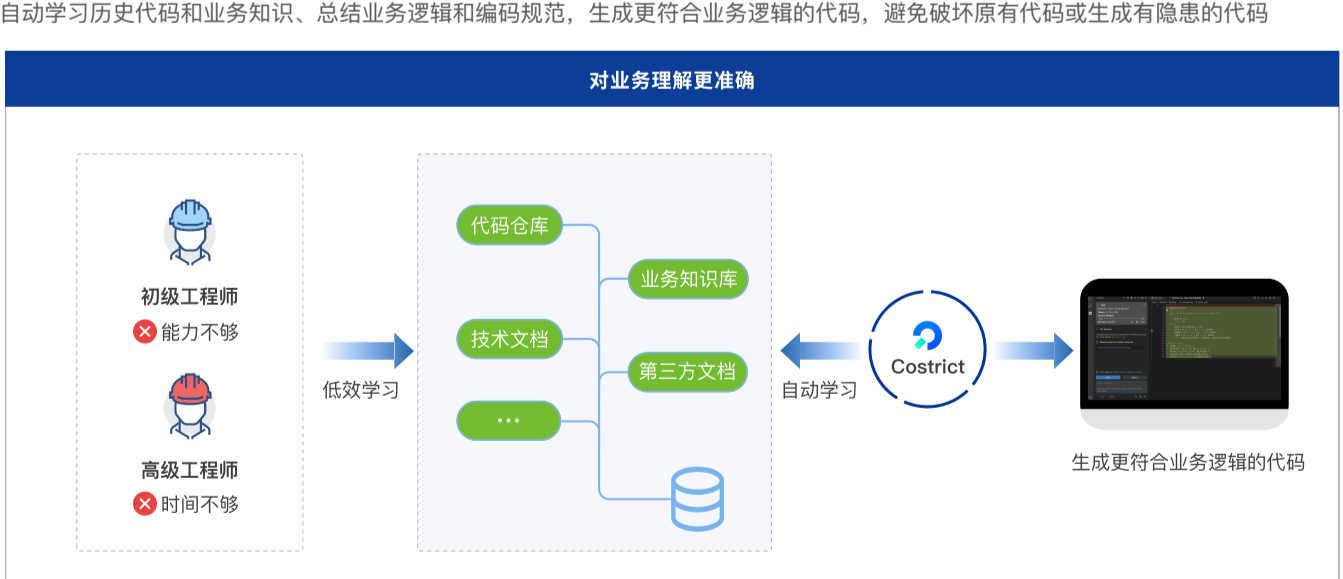 自动学习历史代码和业务知识、总结业务逻辑和编码规范，生成更符合业务逻辑的代码，避免破坏原有代码或生成有隐患的代码
对业务理解更准确
初级工程师
能力不够
高级工程师
时间不够
低效学习
代码仓库
业务知识库
技术文档
第三方文档
···
自动学习
Costrict
生成更符合业务逻辑的代码